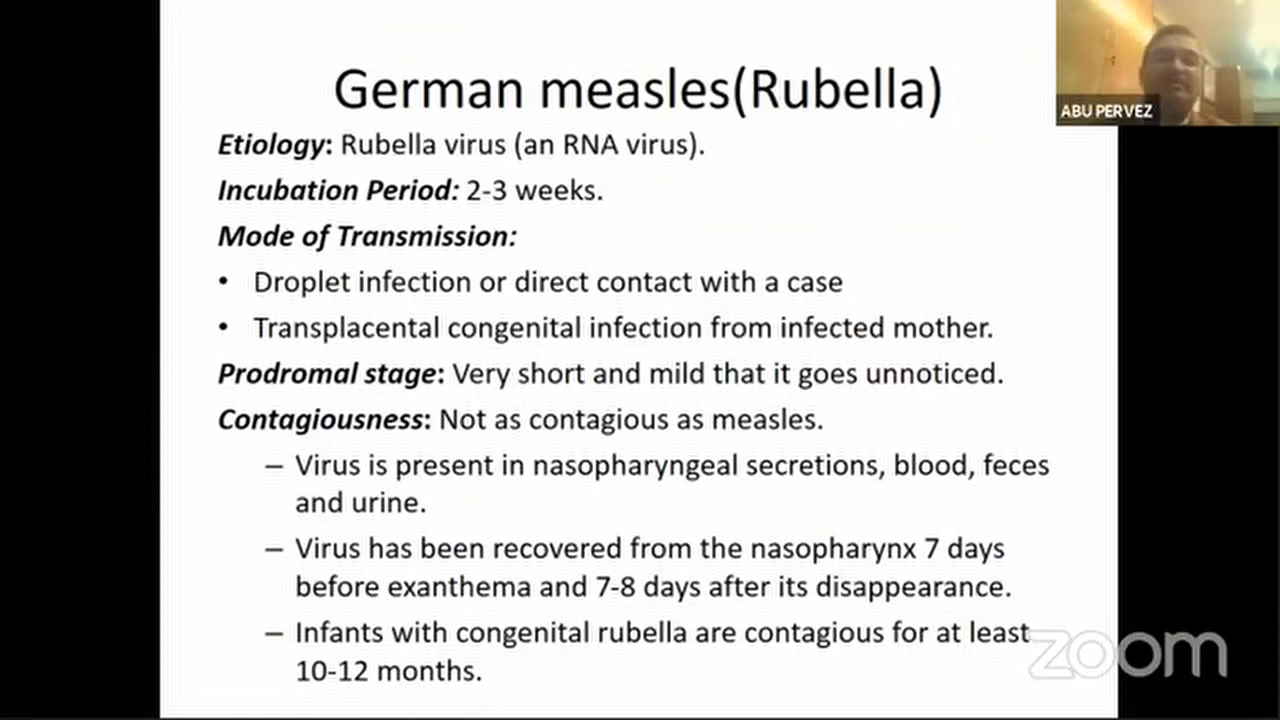 German measles(Rubella)
ABU PERVEZ
Etiology: Rubella virus (an RNA virus).
Incubation Period: 2-3 weeks.
Mode of Transmission:
• Droplet infection or direct contact with a case
• Transplacental congenital infection from infected mother.
Prodromal stage: Very short and mild that it goes unnoticed.
Contagiousness: Not as contagious as measles.
– Virus is present in nasopharyngeal secretions, blood, feces
and urine.
– Virus has been recovered from the nasopharynx 7 days
before exanthema and 7-8 days after its disappearance.
– Infants with congenital rubella are contagious for at least
10-12 months.
zoom